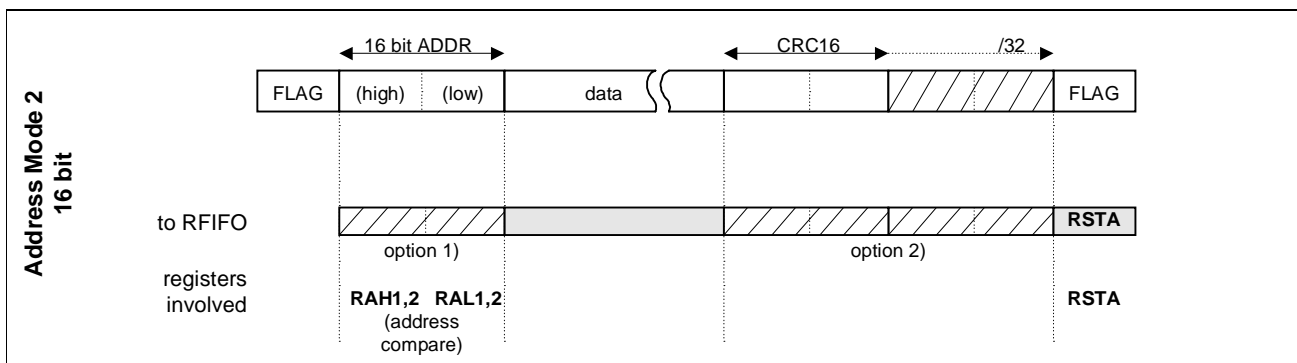 Address Mode 2
16 bit
16 bit ADDR CRC16 /32
FLAG (high) (low) data FLAG
to RFIFO RSTA
option 1) option 2)
registers
involved RAH1,2 RAL1,2 RSTA
(address
compare)